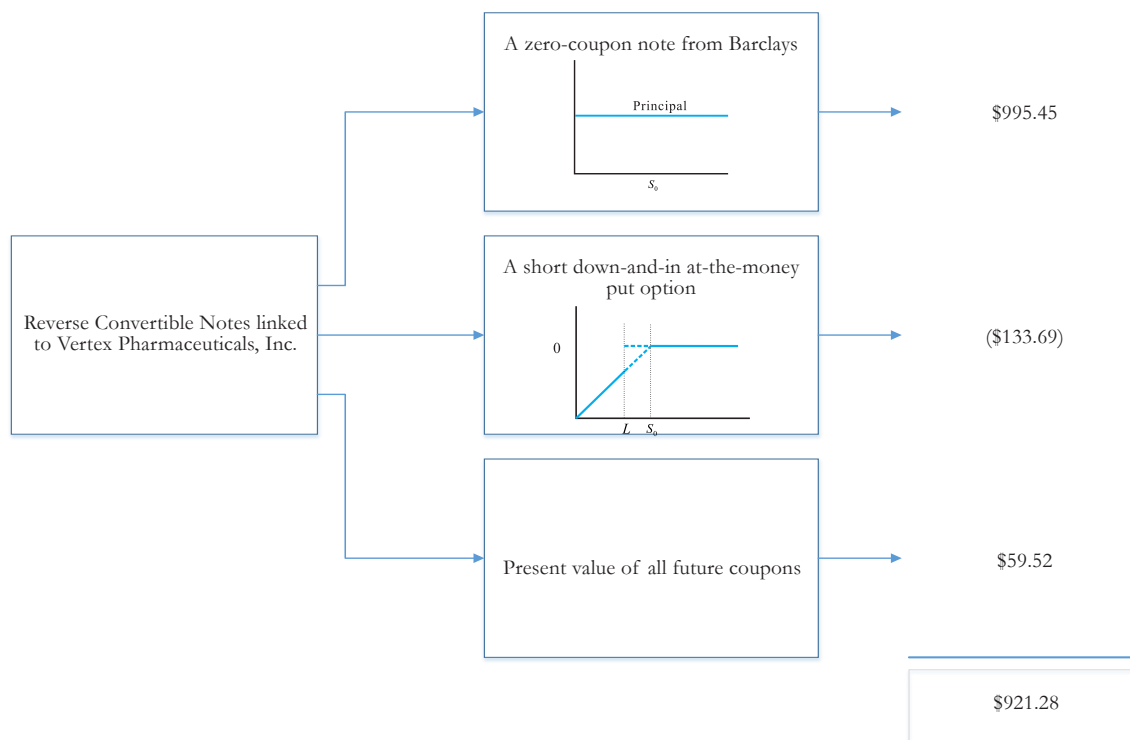 A zero-coupon note from Barclays
Principal
S₀
$995.45
Reverse Convertible Notes linked
to Vertex Pharmaceuticals, Inc.
A short down-and-in at-the-money
put option
0
L S₀
($133.69)
Present value of all future coupons
$59.52
$921.28